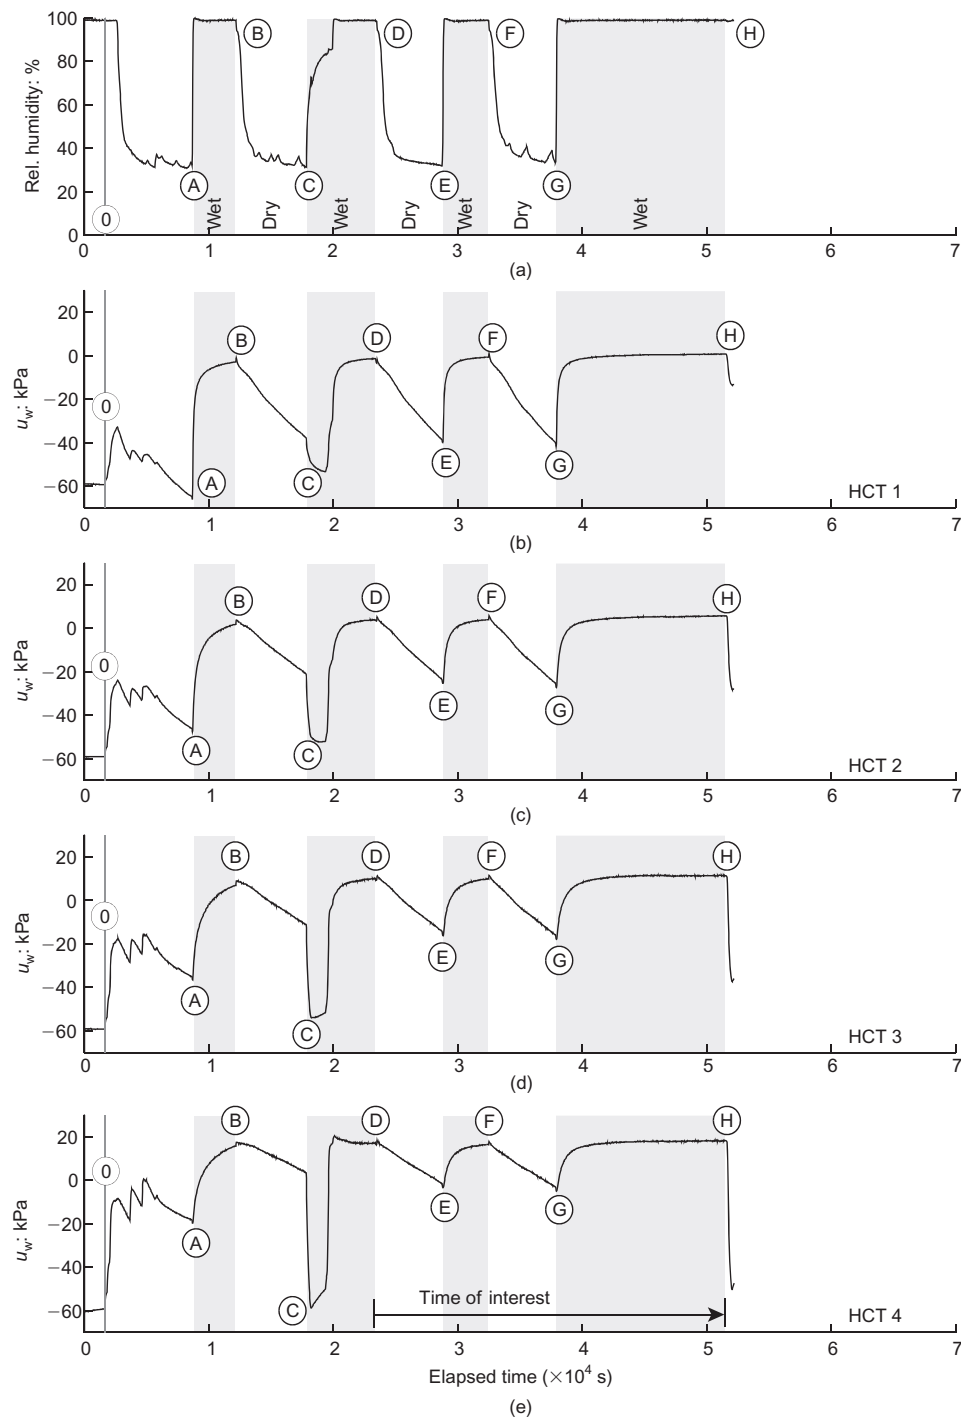 100
80
60
40
20
0
Rel. humidity: %
0
A
B
C
D
E
F
G
H
Wet
Dry
Wet
Dry
Wet
Dry
Wet
0 1 2 3 4 5 6 7
(a)
20
0
−20
−40
−60
u_w: kPa
0
A
B
C
D
E
F
G
H
HCT 1
0 1 2 3 4 5 6 7
(b)
20
0
−20
−40
−60
u_w: kPa
0
A
B
C
D
E
F
G
H
HCT 2
0 1 2 3 4 5 6 7
(c)
20
0
−20
−40
−60
u_w: kPa
0
A
B
C
D
E
F
G
H
HCT 3
0 1 2 3 4 5 6 7
(d)
20
0
−20
−40
−60
u_w: kPa
0
A
B
C
D
E
F
G
H
Time of interest
HCT 4
0 1 2 3 4 5 6 7
Elapsed time (×10⁴ s)
(e)